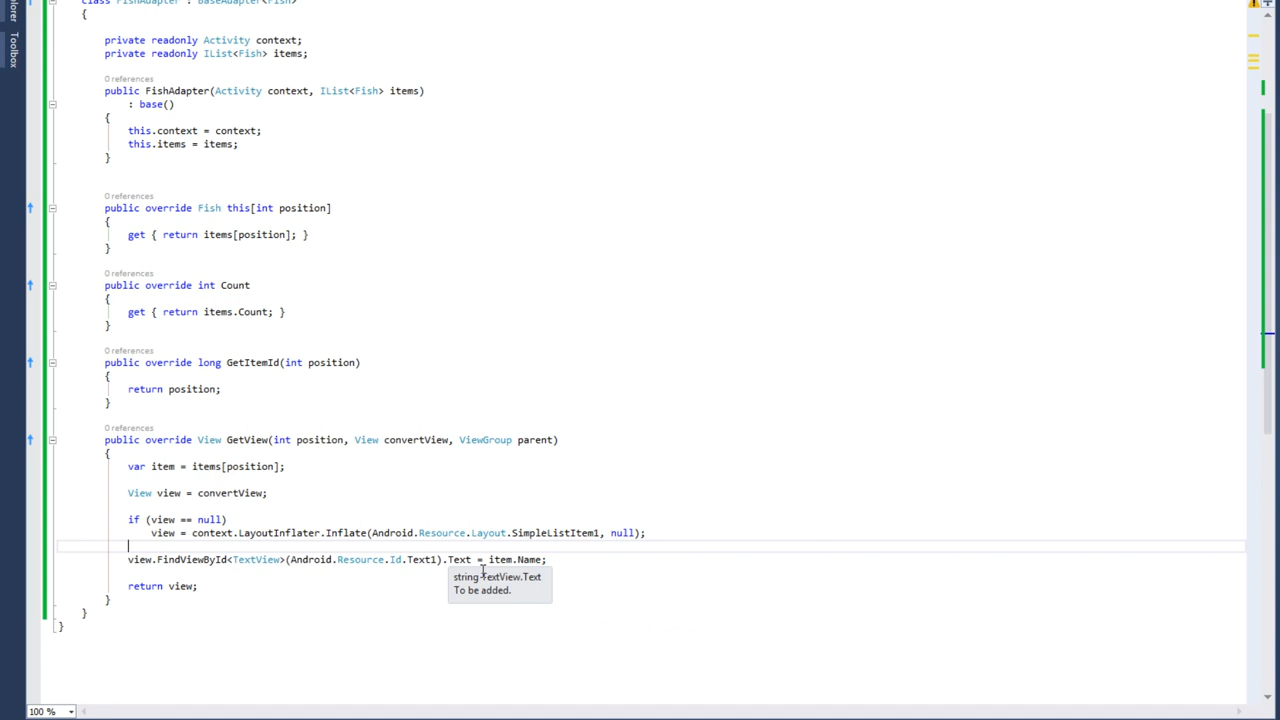 class FishAdapter : BaseAdapter<Fish>
{
private readonly Activity context;
private readonly IList<Fish> items;
0 references
public FishAdapter(Activity context, IList<Fish> items)
: base()
{
this.context = context;
this.items = items;
}
0 references
public override Fish this[int position]
{
get { return items[position]; }
}
0 references
public override int Count
{
get { return items.Count; }
}
0 references
public override long GetItemId(int position)
{
return position;
}
0 references
public override View GetView(int position, View convertView, ViewGroup parent)
{
var item = items[position];
View view = convertView;
if (view == null)
view = context.LayoutInflater.Inflate(Android.Resource.Layout.SimpleListItem1, null);
view.FindViewById<TextView>(Android.Resource.Id.Text1).Text = item.Name;
string TextView.Text
To be added.
return view;
}
}
}
Toolbox
100 %